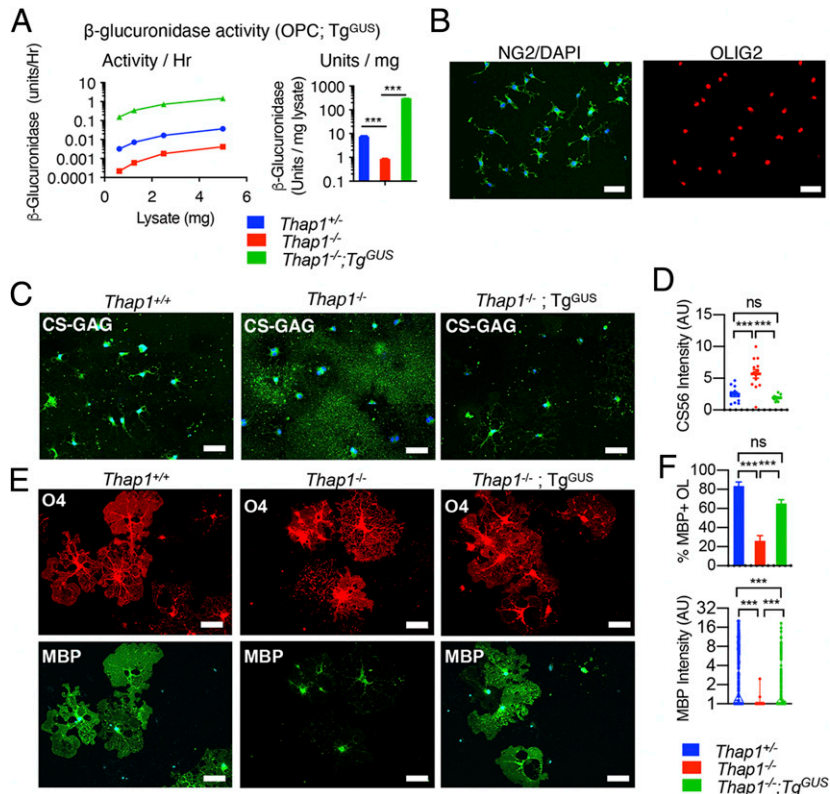 A
β-glucuronidase activity (OPC; Tg^GUS)
Activity / Hr
β-Glucuronidase (units/Hr)
100
10
1
0.1
0.01
0.001
0.0001
0 2 4 6
Lysate (mg)
Units / mg
β-Glucuronidase
(Units / mg lysate)
1000
100
10
1
0.1
***
***
Thap1+/-
Thap1-/-
Thap1-/-;TgGUS
B
NG2/DAPI
OLIG2
C
Thap1+/+
Thap1-/-
Thap1-/- ; TgGUS
CS-GAG
CS-GAG
CS-GAG
D
CS56 Intensity (AU)
15
10
5
0
ns
*** ***
E
Thap1+/+
Thap1-/-
Thap1-/- ; TgGUS
O4
O4
O4
MBP
MBP
MBP
F
% MBP+ OL
100
80
60
40
20
0
ns
*** ***
MBP Intensity (AU)
32
16
8
4
2
1
***
*** ***
Thap1+/-
Thap1-/-
Thap1-/-;TgGUS